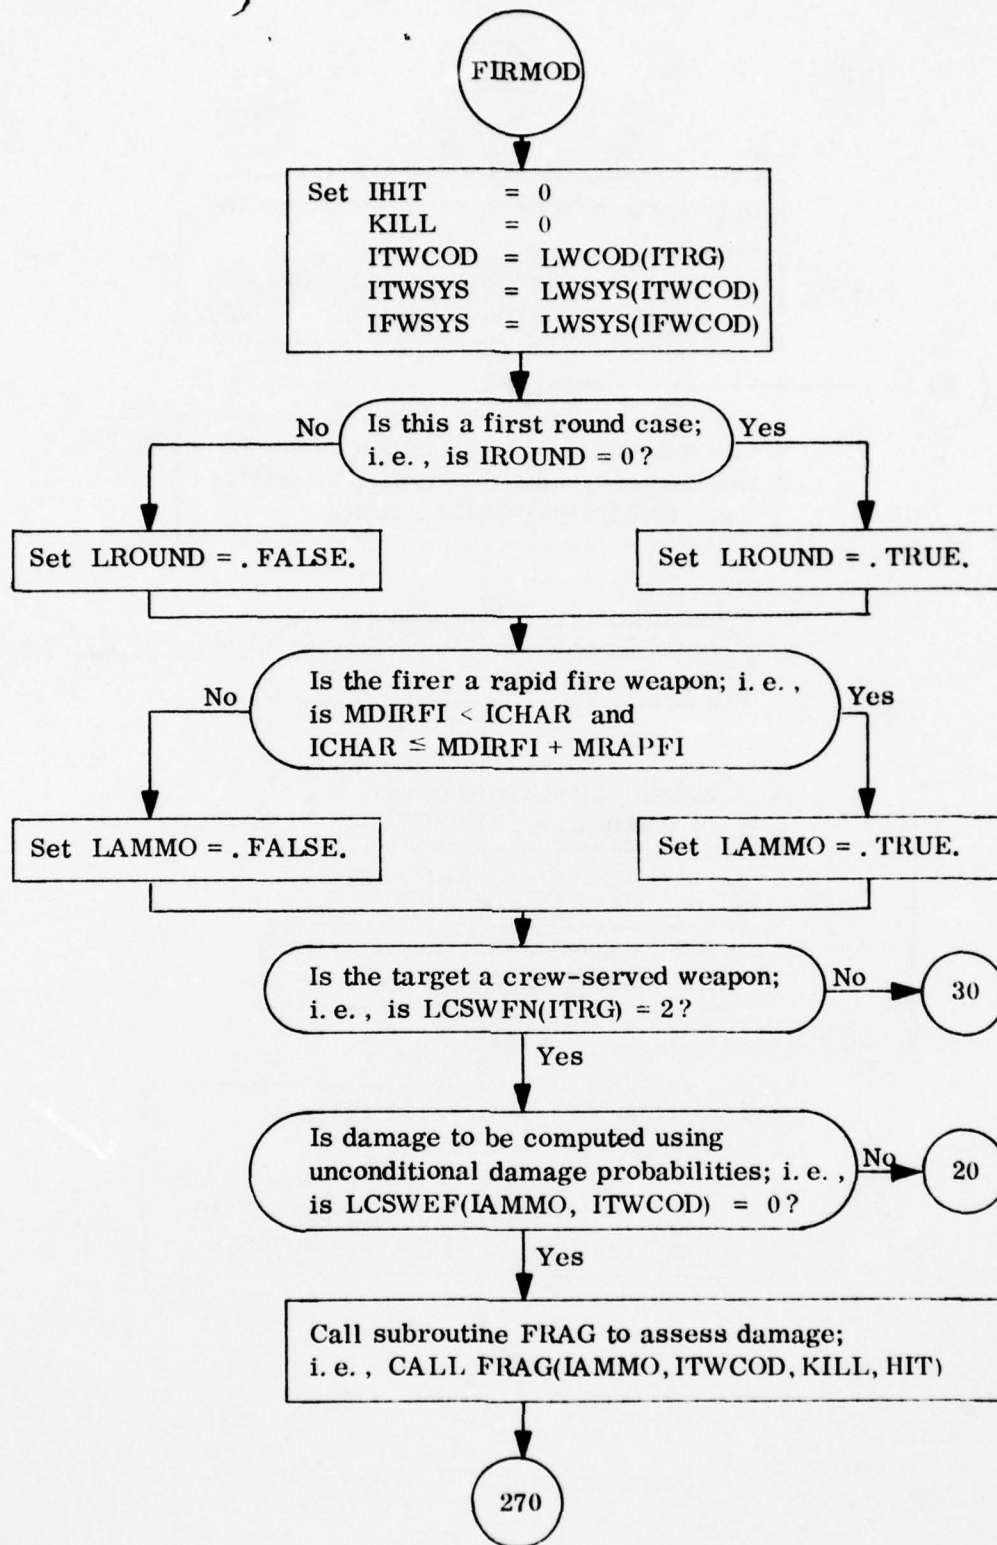 FIRMOD
Set IHIT = 0
KILL = 0
ITWCOD = LWCOD(ITRG)
ITWSYS = LWSYS(ITWCOD)
IFWSYS = LWSYS(IFWCOD)
No
Is this a first round case;
Yes
i. e. , is IROUND = 0?
Set LROUND = . FALSE.
Set LROUND = . TRUE.
No
Is the firer a rapid fire weapon; i. e. ,
Yes
is MDIRFI < ICHAR and
ICHAR ≤ MDIRFI + MRAPFI
Set LAMMO = . FALSE.
Set LAMMO = . TRUE.
Is the target a crew-served weapon;
No
30
i. e. , is LCSWFN(ITRG) = 2?
Yes
Is damage to be computed using
unconditional damage probabilities; i. e. ,
No
20
is LCSWEF(IAMMO, ITWCOD) = 0?
Yes
Call subroutine FRAG to assess damage;
i. e. , CALL FRAG(IAMMO, ITWCOD, KILL, HIT)
270